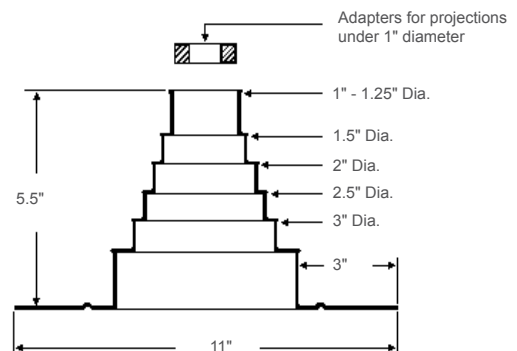 Adapters for projections
under 1" diameter
1" - 1.25" Dia.
1.5" Dia.
2" Dia.
2.5" Dia.
3" Dia.
5.5"
3"
11"